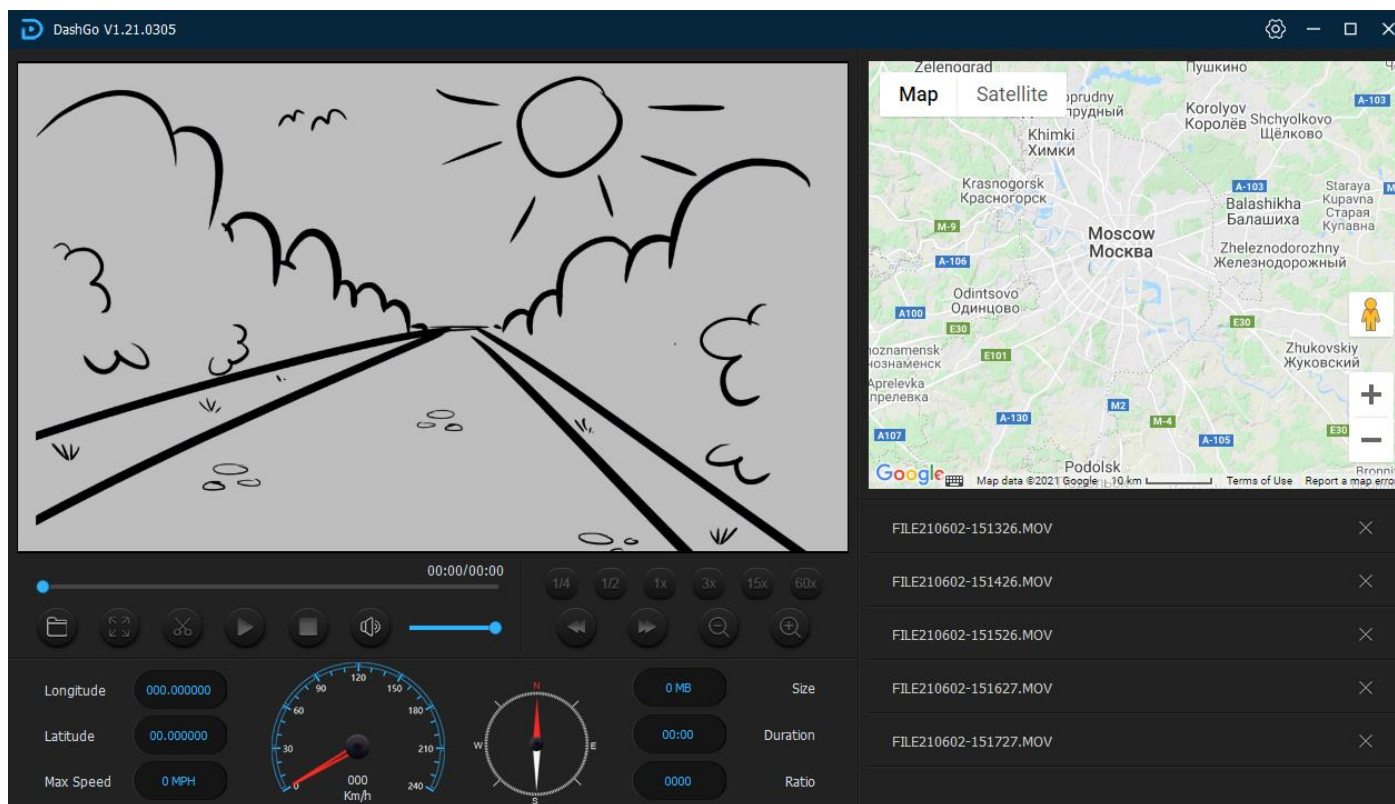 DashGo V1.21.0305
Zelenograd
Пушкино
Map Satellite
A-103
Korolyov
Королёв
Shchyolkovo
Щёлково
Khimki
Химки
Krasnogorsk
Красногорск
A-103
Balashikha
Балашиха
Staraya
Kupavna
Старая
Купавна
M-9
Moscow
Москва
Zheleznodorozhny
Железнодорожный
A-106
Odintsovo
Одинцово
A100
E30
E30
E101
Zhukovskiy
Жуковский
Aprelevka
M2
A-130
M-4
A107
A-105
E30
Podolsk
Google
Map data ©2021 Google 10 km Terms of Use Report a map error
00:00/00:00
1/4 1/2 1x 3x 15x 60x
Longitude 000.000000
Latitude 00.000000
Max Speed 0 MPH
0 30 60 90 120 150 180 210 240
000
Km/h
N
W E
S
0 MB Size
00:00 Duration
0000 Ratio
FILE210602-151326.MOV
FILE210602-151426.MOV
FILE210602-151526.MOV
FILE210602-151627.MOV
FILE210602-151727.MOV